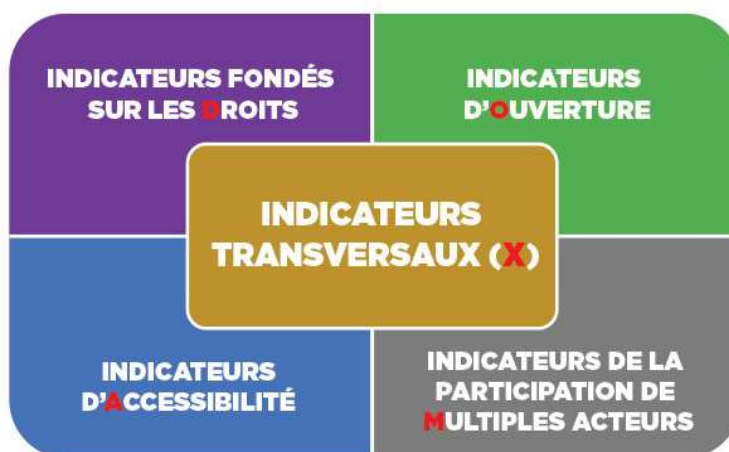 INDICATEURS FONDÉS
SUR LES DROITS
INDICATEURS
D'OUVERTURE
INDICATEURS
TRANSVERSAUX (X)
INDICATEURS
D'ACCESSIBILITÉ
INDICATEURS DE LA
PARTICIPATION DE
MULTIPLES ACTEURS